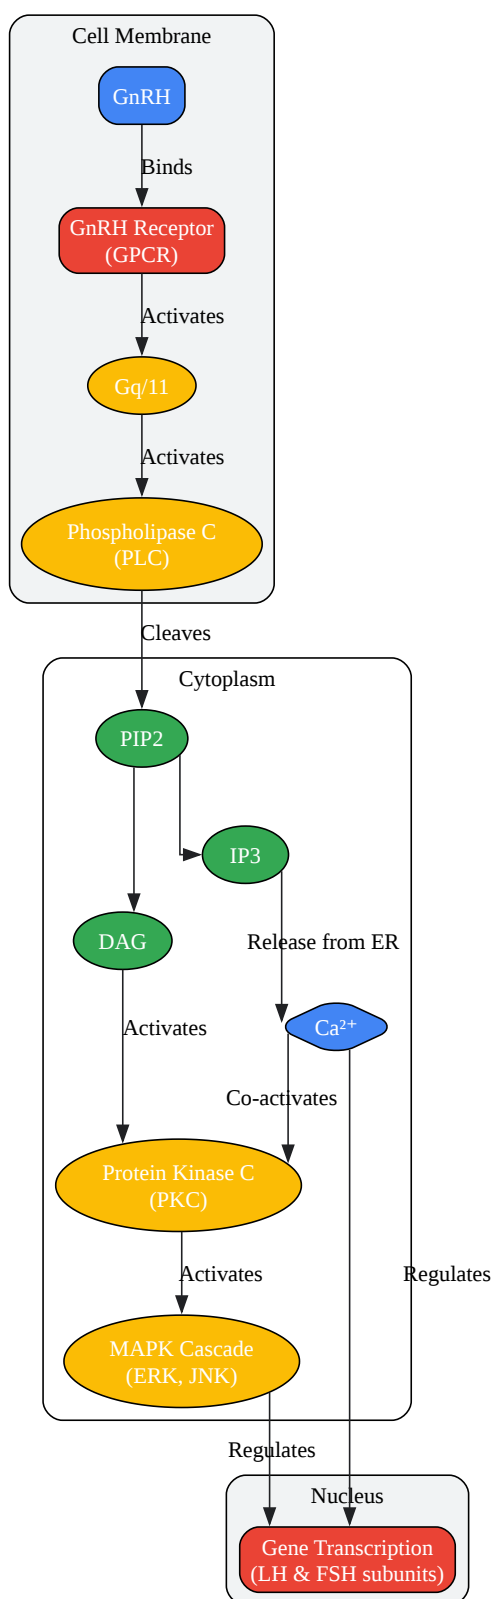 Cell Membrane
GnRH
Binds
GnRH Receptor
(GPCR)
Activates
Gq/11
Activates
Phospholipase C
(PLC)
Cleaves
Cytoplasm
PIP2
IP3
DAG
Release from ER
Activates
Ca²⁺
Co-activates
Protein Kinase C
(PKC)
Activates
Regulates
MAPK Cascade
(ERK, JNK)
Regulates
Nucleus
Gene Transcription
(LH & FSH subunits)